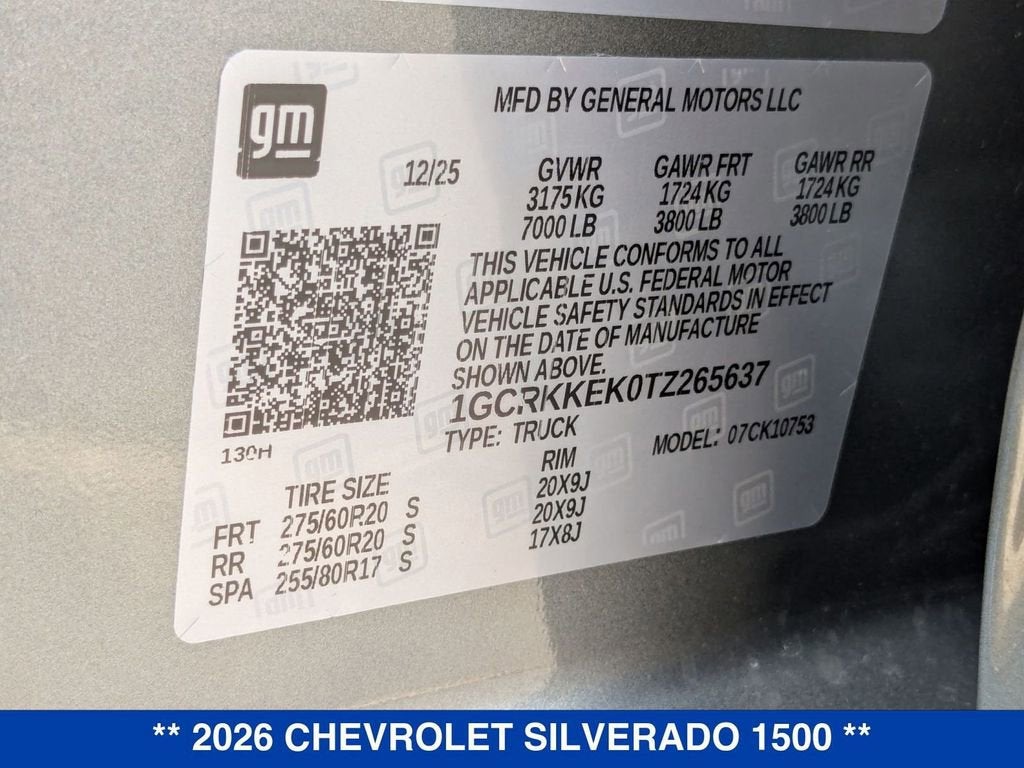 gm
MFD BY GENERAL MOTORS LLC
12/25 GVWR GAWR FRT GAWR RR
3175 KG 1724 KG 1724 KG
7000 LB 3800 LB 3800 LB
THIS VEHICLE CONFORMS TO ALL
APPLICABLE U.S. FEDERAL MOTOR
VEHICLE SAFETY STANDARDS IN EFFECT
ON THE DATE OF MANUFACTURE
SHOWN ABOVE.
1GCRKKEK0TZ265637
TYPE: TRUCK MODEL: 07CK10753
130H
TIRE SIZE RIM
FRT 275/60R20 S 20X9J
RR 275/60R20 S 20X9J
SPA 255/80R17 S 17X8J
** 2026 CHEVROLET SILVERADO 1500 **